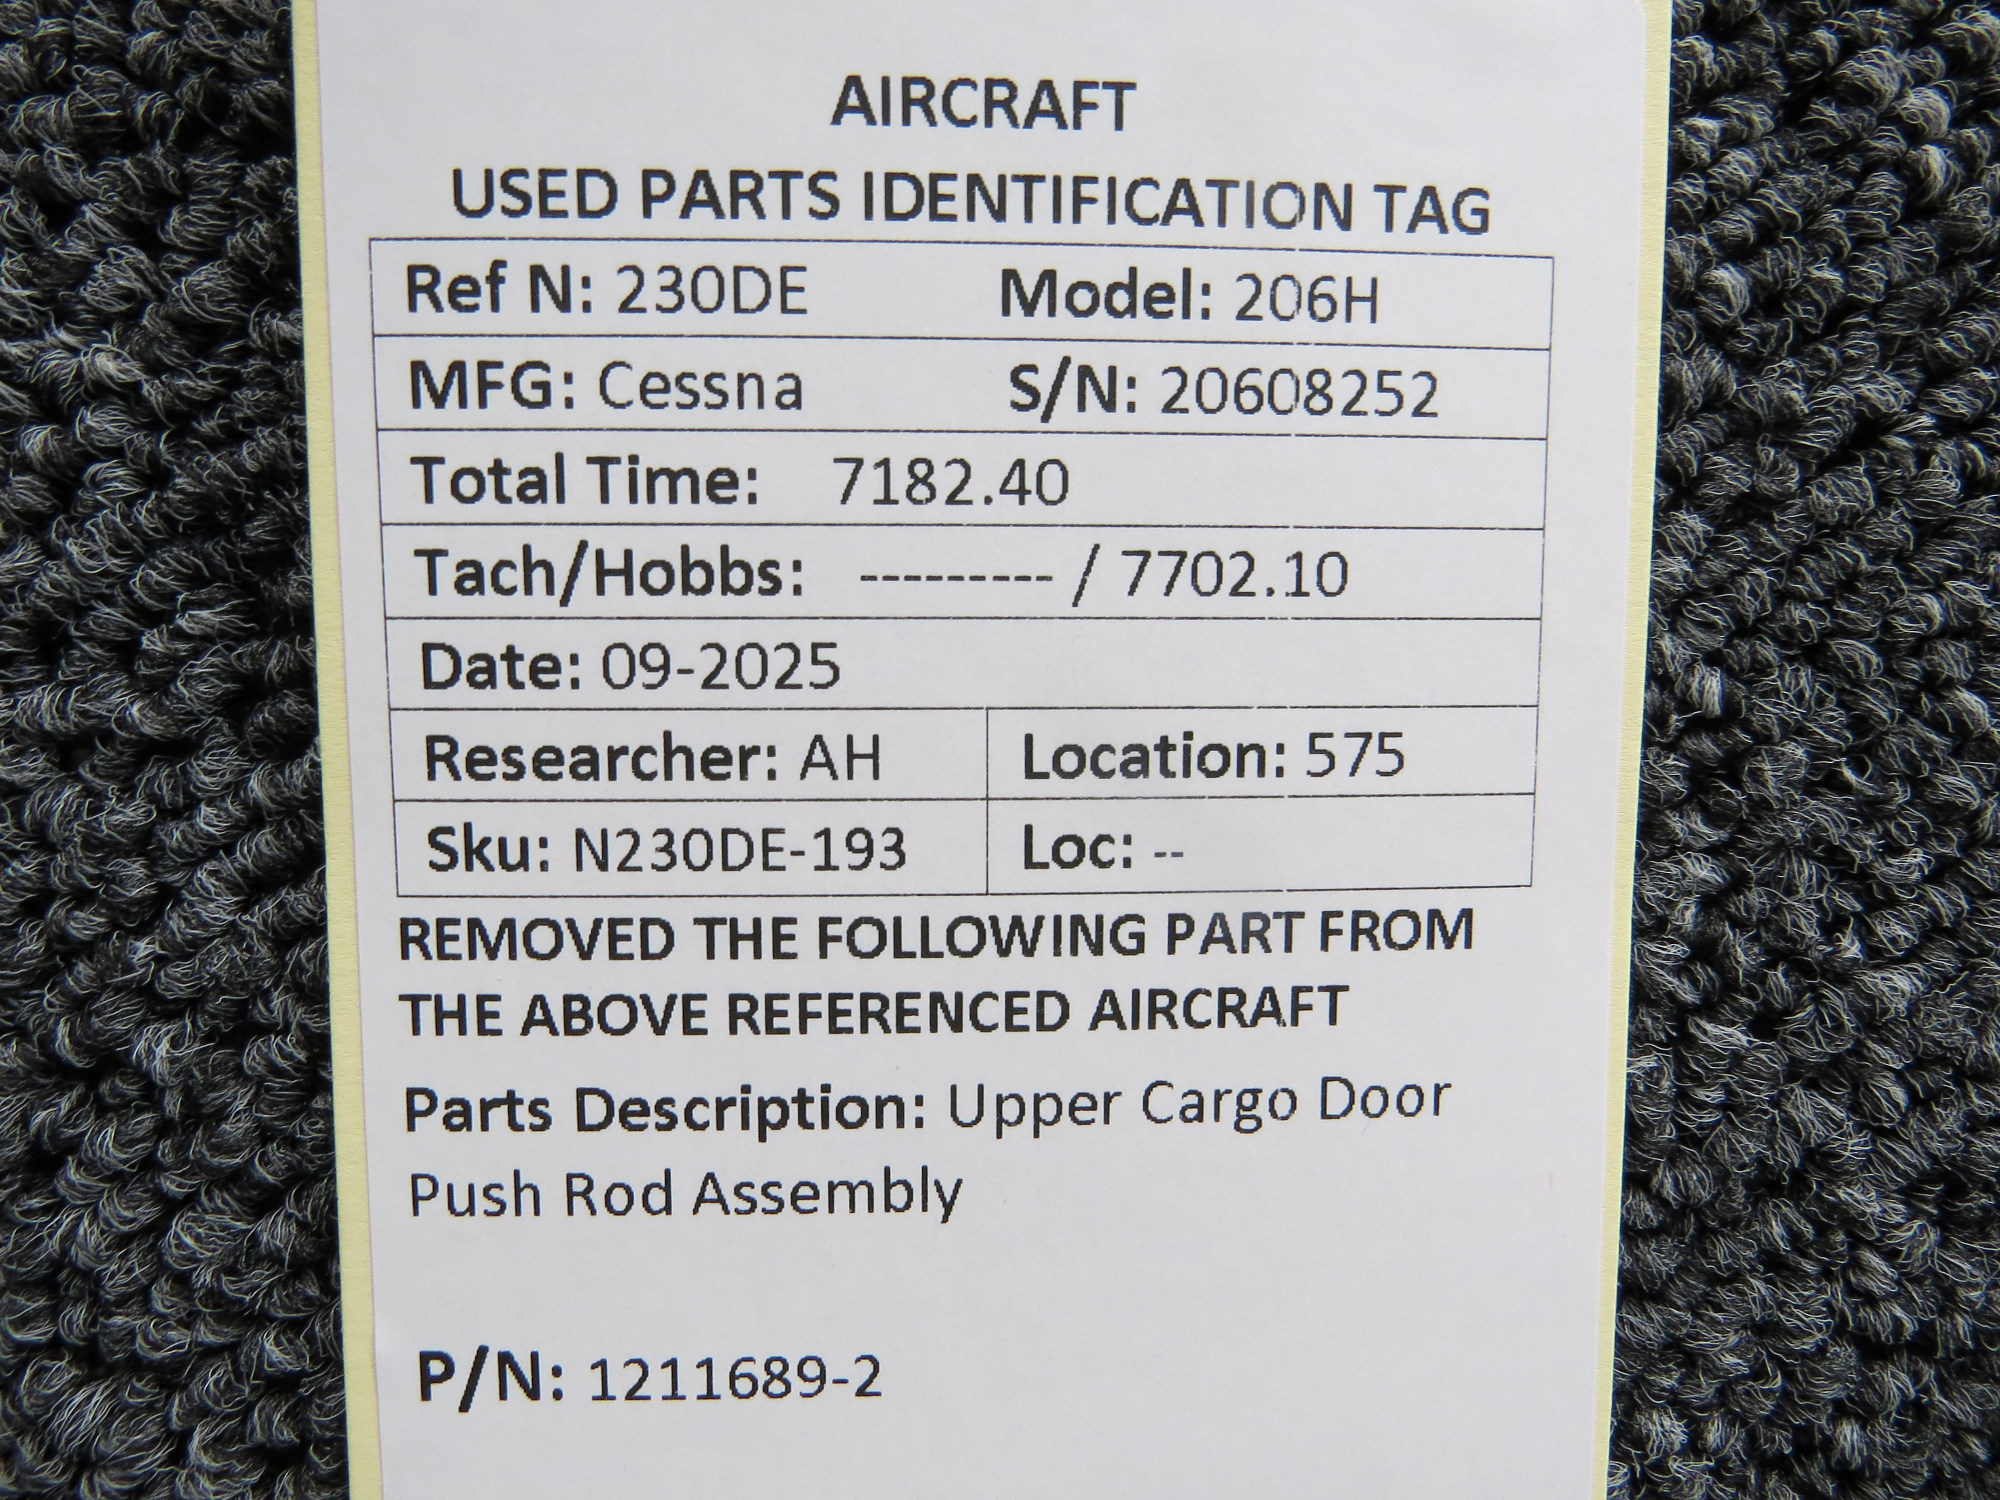 AIRCRAFT
USED PARTS IDENTIFICATION TAG
Ref N: 230DE Model: 206H
MFG: Cessna S/N: 20608252
Total Time: 7182.40
Tach/Hobbs: --------- / 7702.10
Date: 09-2025
Researcher: AH Location: 575
Sku: N230DE-193 Loc: --
REMOVED THE FOLLOWING PART FROM
THE ABOVE REFERENCED AIRCRAFT
Parts Description: Upper Cargo Door
Push Rod Assembly
P/N: 1211689-2